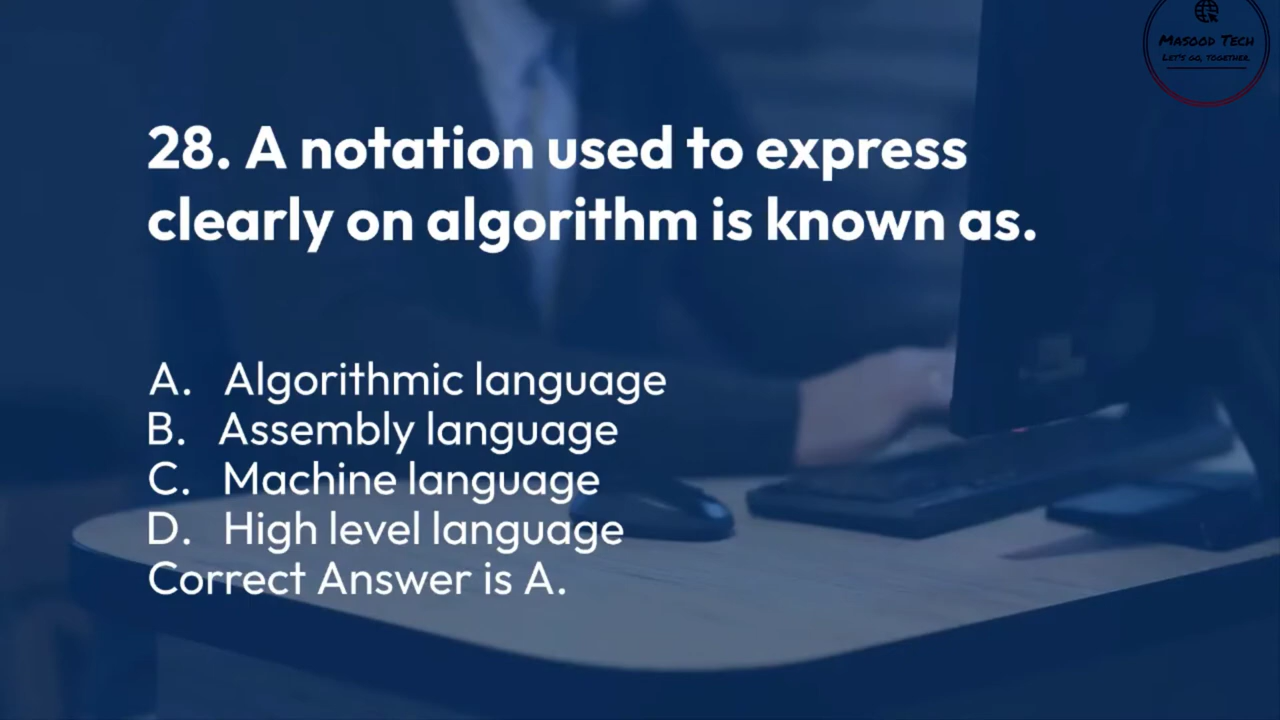 MASOOD TECH
LET'S GO, TOGETHER.
28. A notation used to express
clearly on algorithm is known as.
A. Algorithmic language
B. Assembly language
C. Machine language
D. High level language
Correct Answer is A.